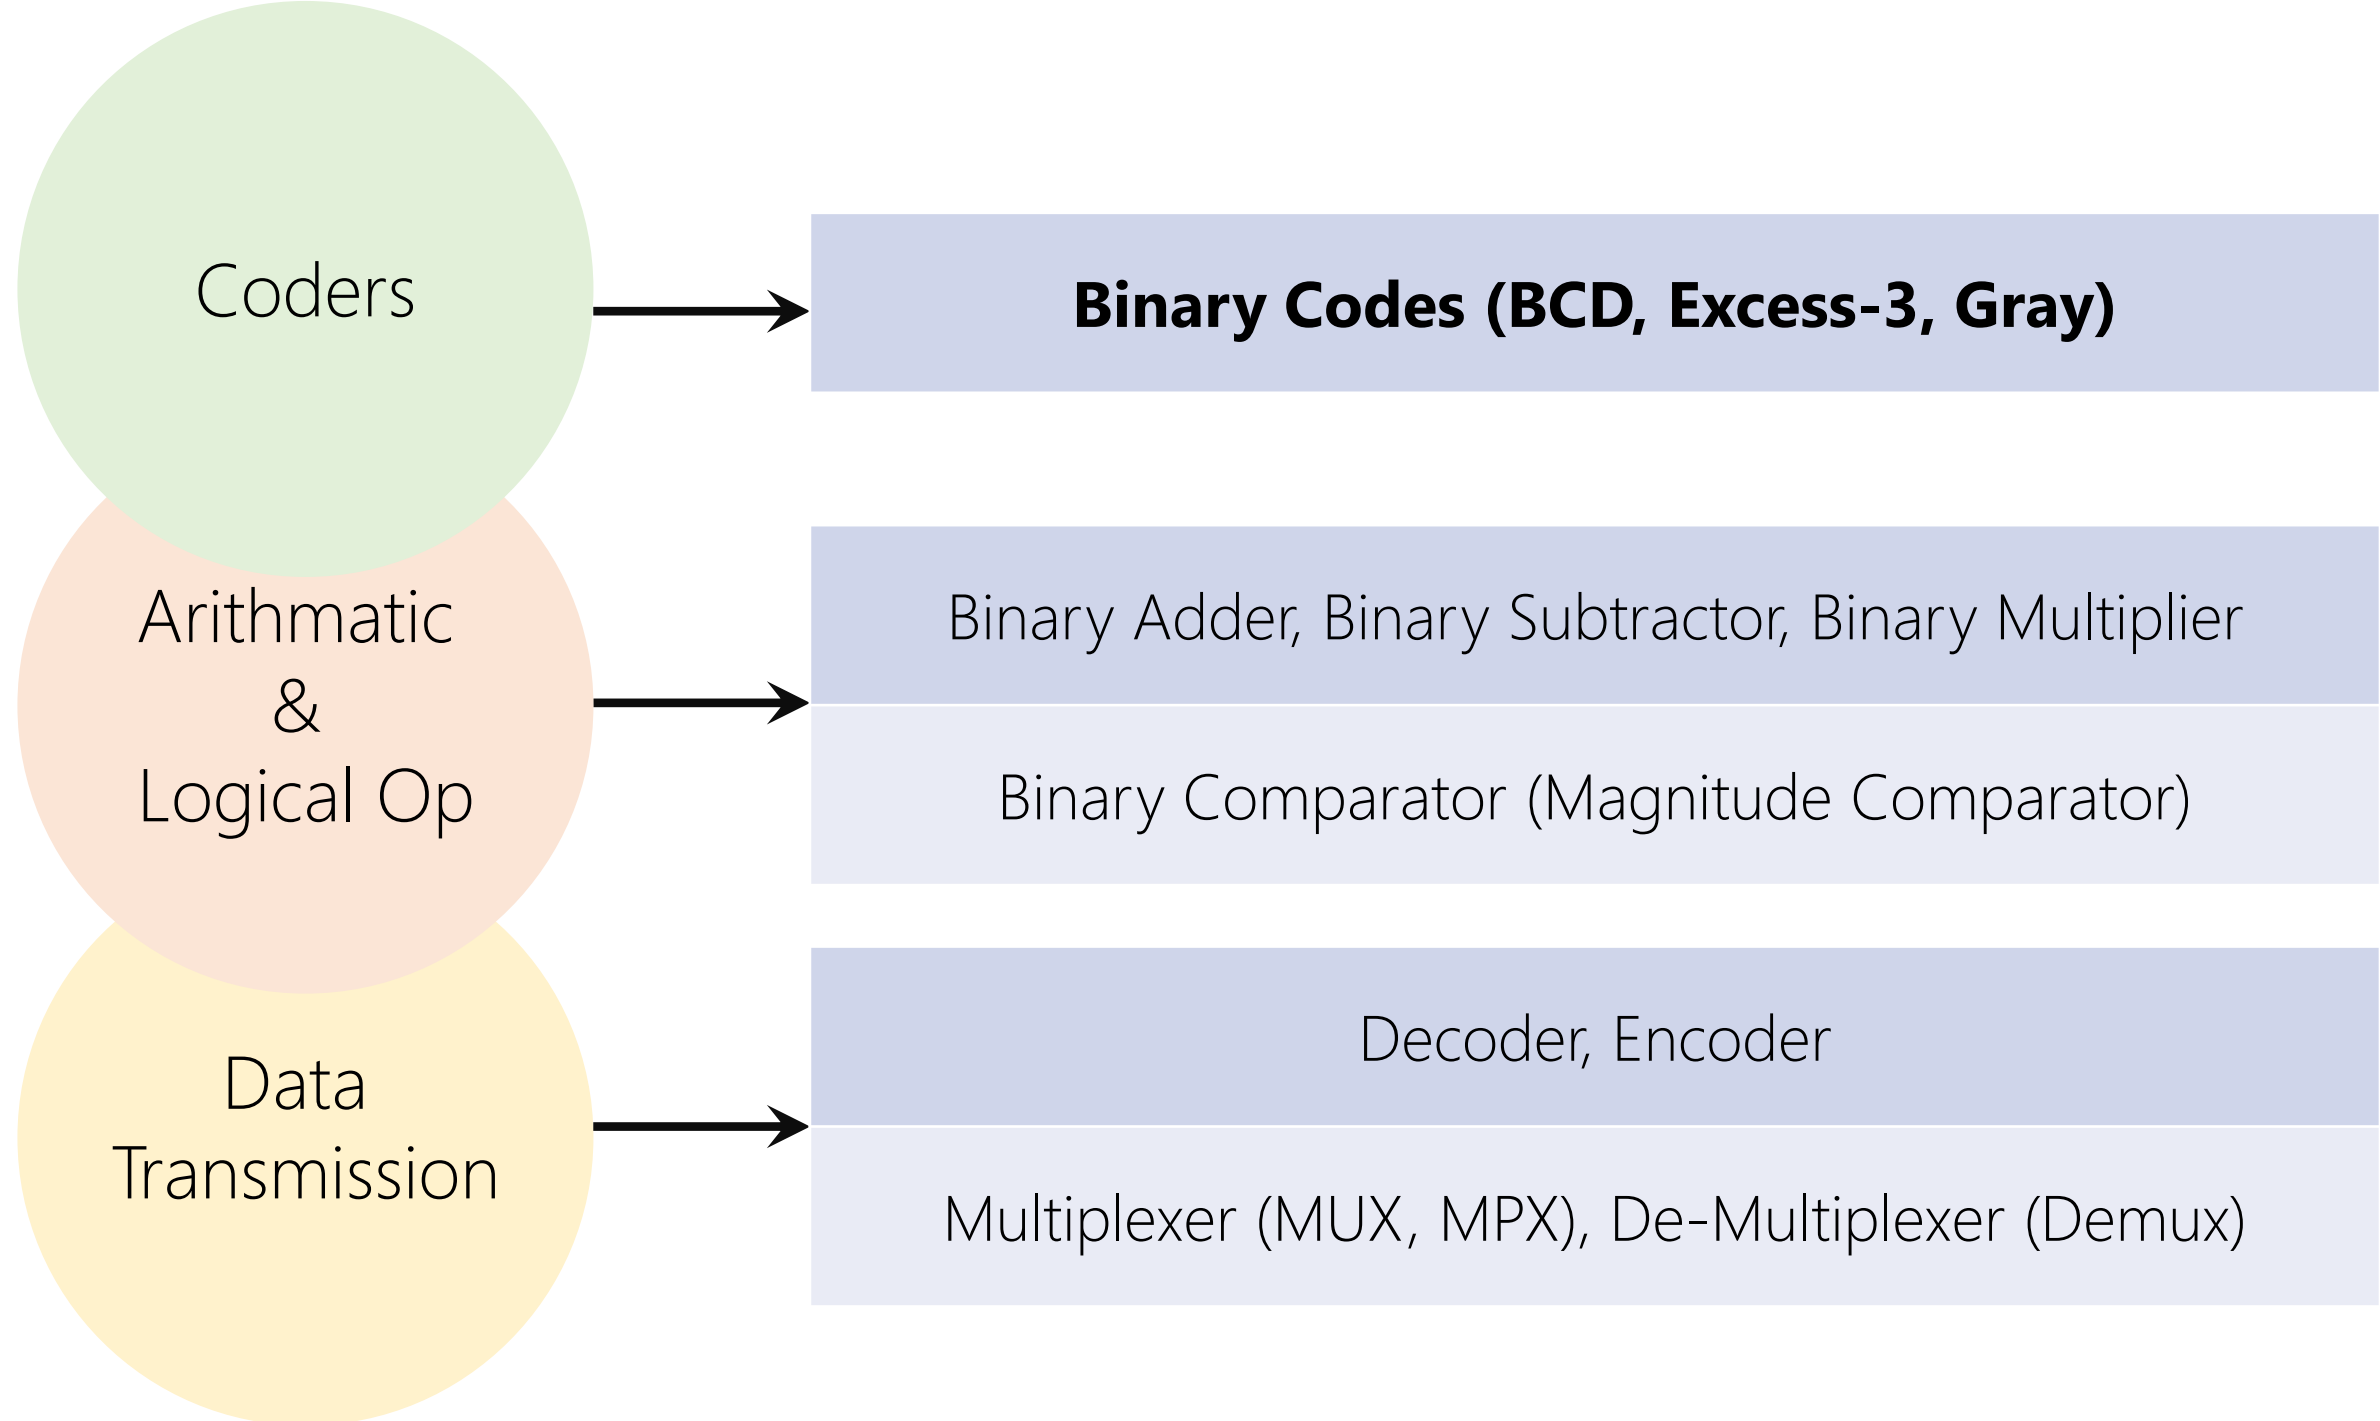 Coders
Binary Codes (BCD, Excess-3, Gray)
Arithmatic
&
Logical Op
Binary Adder, Binary Subtractor, Binary Multiplier
Binary Comparator (Magnitude Comparator)
Data
Transmission
Decoder, Encoder
Multiplexer (MUX, MPX), De-Multiplexer (Demux)